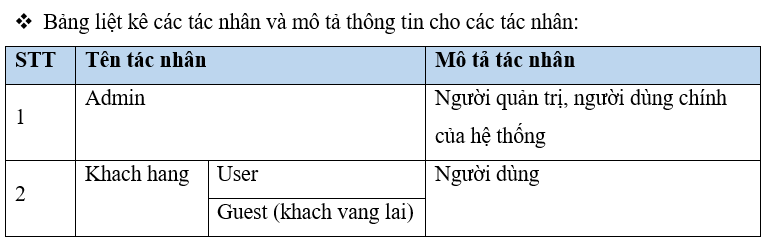 ❖ Bảng liệt kê các tác nhân và mô tả thông tin cho các tác nhân:
STT Tên tác nhân Mô tả tác nhân
1 Admin Người quản trị, người dùng chính
của hệ thống
2 Khach hang User Người dùng
Guest (khach vang lai)